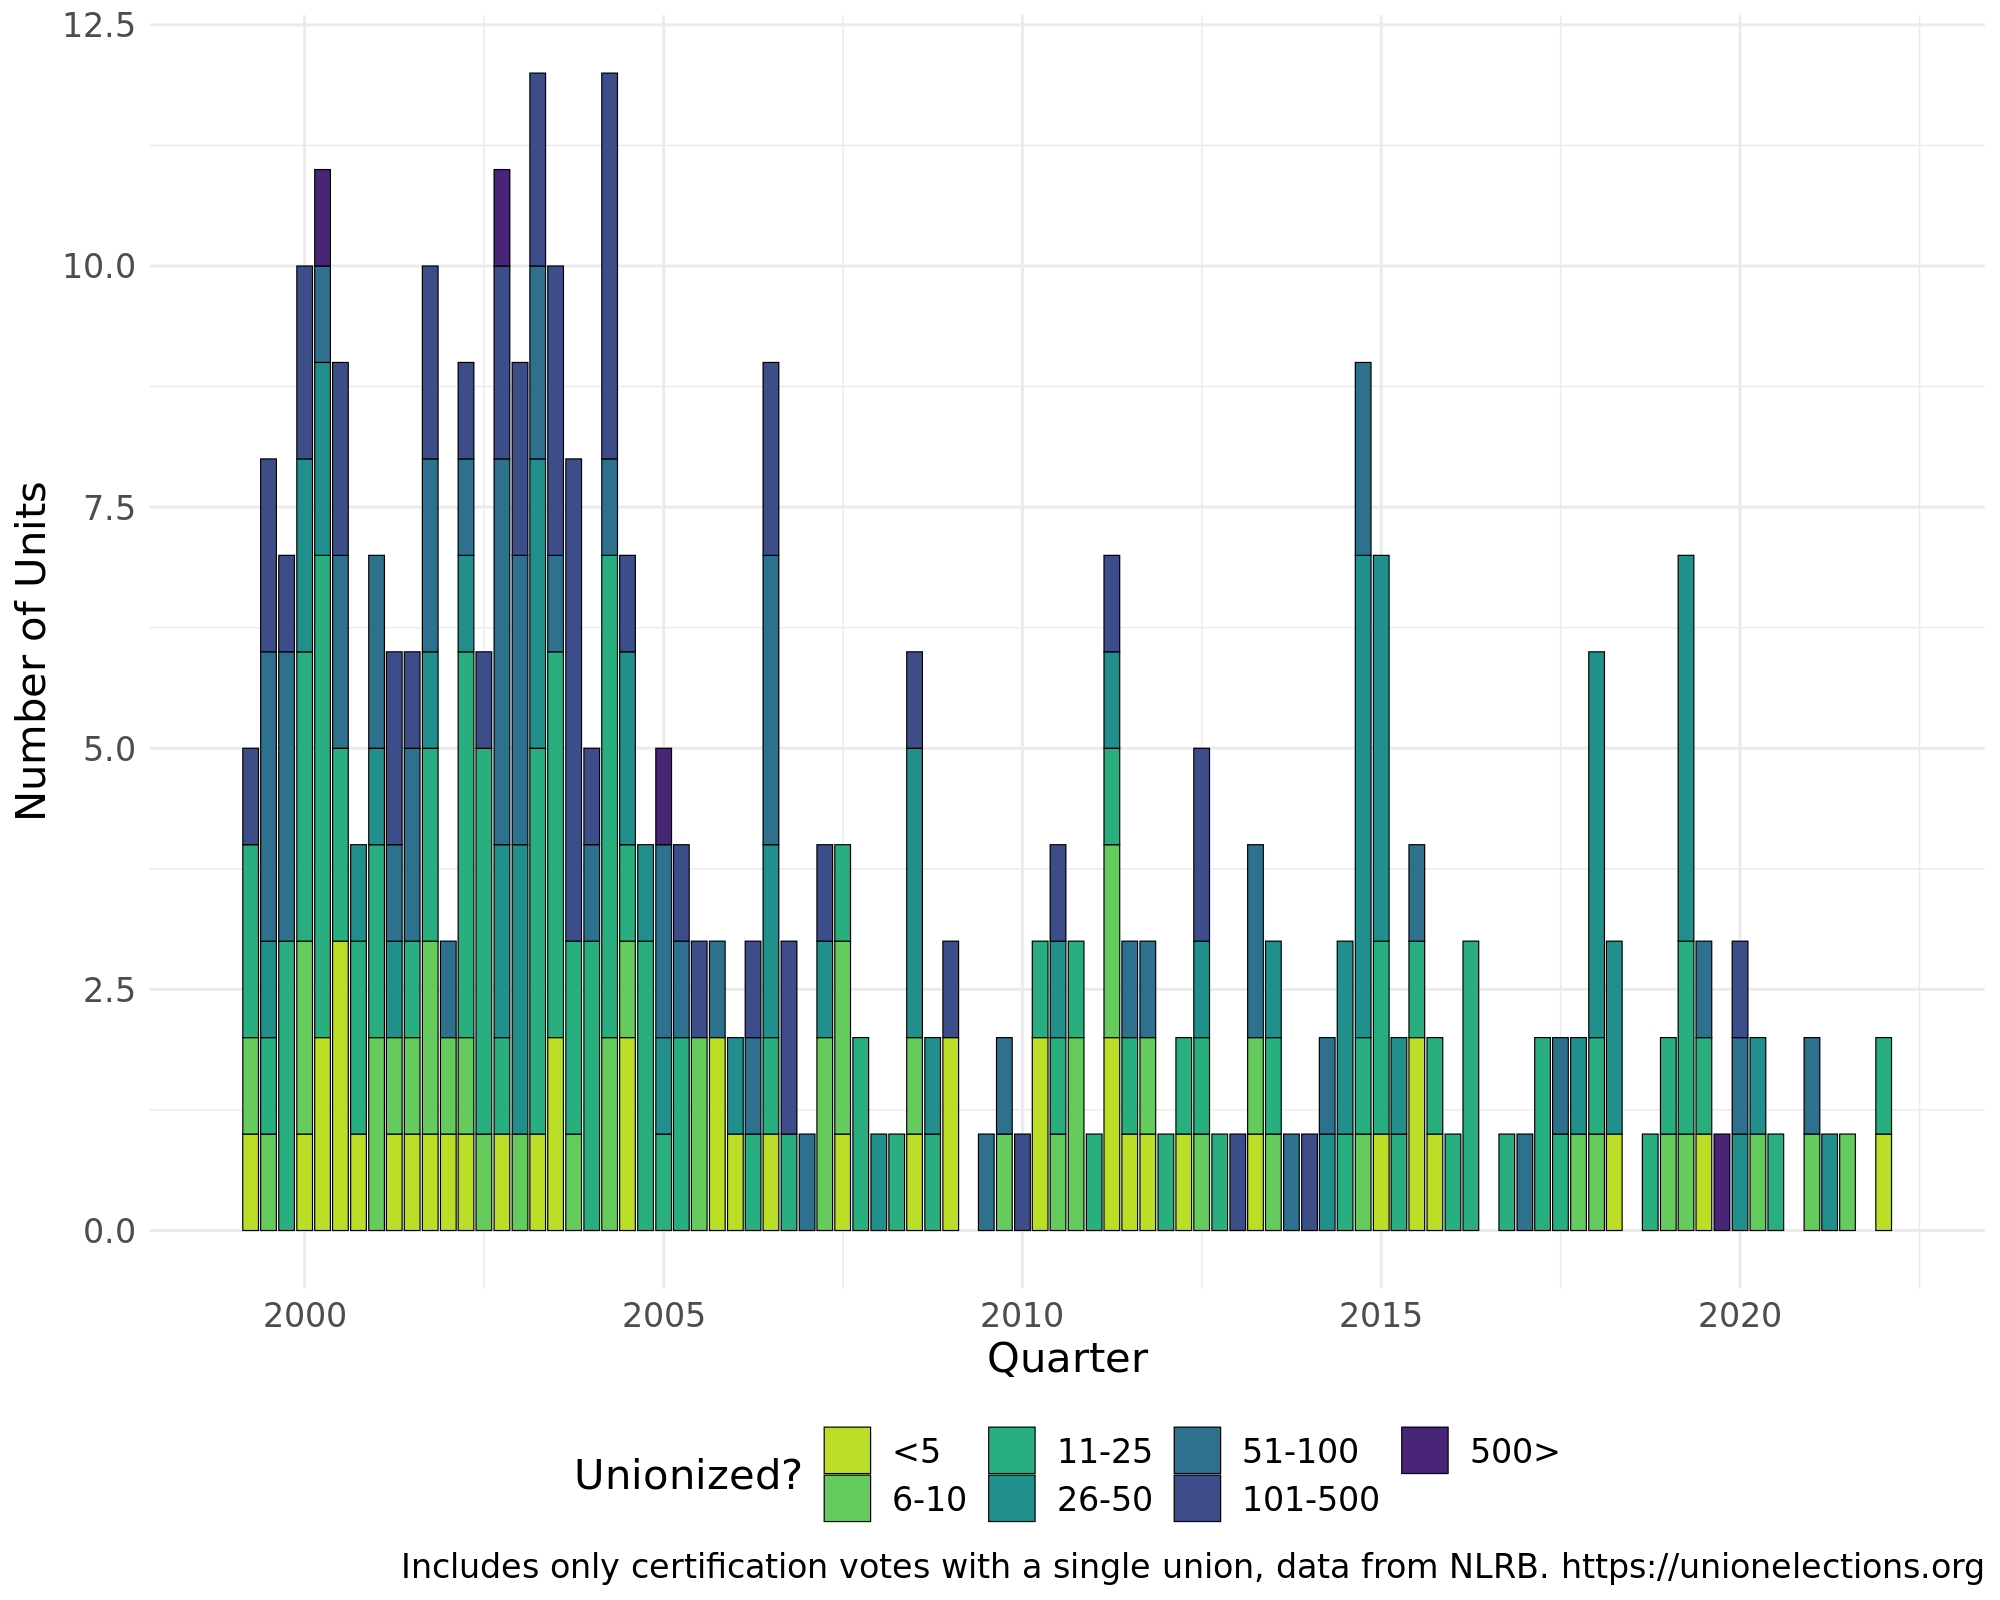 12.5
10.0
7.5
5.0
2.5
0.0
Number of Units
2000 2005 2010 2015 2020
Quarter
Unionized?
<5 11-25 51-100 500>
6-10 26-50 101-500
Includes only certification votes with a single union, data from NLRB. https://unionelections.org